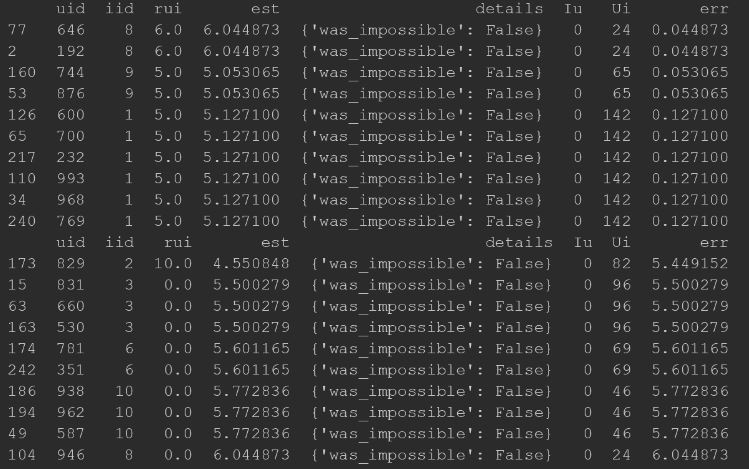 uid iid rui est details Iu Ui err
77 646 8 6.0 6.044873 {'was_impossible': False} 0 24 0.044873
2 192 8 6.0 6.044873 {'was_impossible': False} 0 24 0.044873
160 744 9 5.0 5.053065 {'was_impossible': False} 0 65 0.053065
53 876 9 5.0 5.053065 {'was_impossible': False} 0 65 0.053065
126 600 1 5.0 5.127100 {'was_impossible': False} 0 142 0.127100
65 700 1 5.0 5.127100 {'was_impossible': False} 0 142 0.127100
217 232 1 5.0 5.127100 {'was_impossible': False} 0 142 0.127100
110 993 1 5.0 5.127100 {'was_impossible': False} 0 142 0.127100
34 968 1 5.0 5.127100 {'was_impossible': False} 0 142 0.127100
240 769 1 5.0 5.127100 {'was_impossible': False} 0 142 0.127100
uid iid rui est details Iu Ui err
173 829 2 10.0 4.550848 {'was_impossible': False} 0 82 5.449152
15 831 3 0.0 5.500279 {'was_impossible': False} 0 96 5.500279
63 660 3 0.0 5.500279 {'was_impossible': False} 0 96 5.500279
163 530 3 0.0 5.500279 {'was_impossible': False} 0 96 5.500279
174 781 6 0.0 5.601165 {'was_impossible': False} 0 69 5.601165
242 351 6 0.0 5.601165 {'was_impossible': False} 0 69 5.601165
186 938 10 0.0 5.772836 {'was_impossible': False} 0 46 5.772836
194 962 10 0.0 5.772836 {'was_impossible': False} 0 46 5.772836
49 587 10 0.0 5.772836 {'was_impossible': False} 0 46 5.772836
104 946 8 0.0 6.044873 {'was_impossible': False} 0 24 6.044873